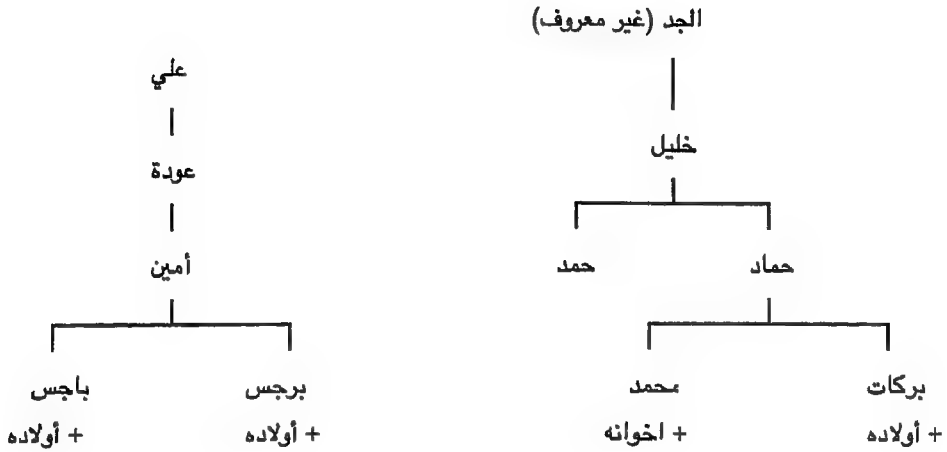 الجد (غير معروف)
خليل
حماد
حمد
بركات
+ أولاده
محمد
+ اخوانه
علي
عودة
أمين
برجس
+ أولاده
باجس
+ أولاده